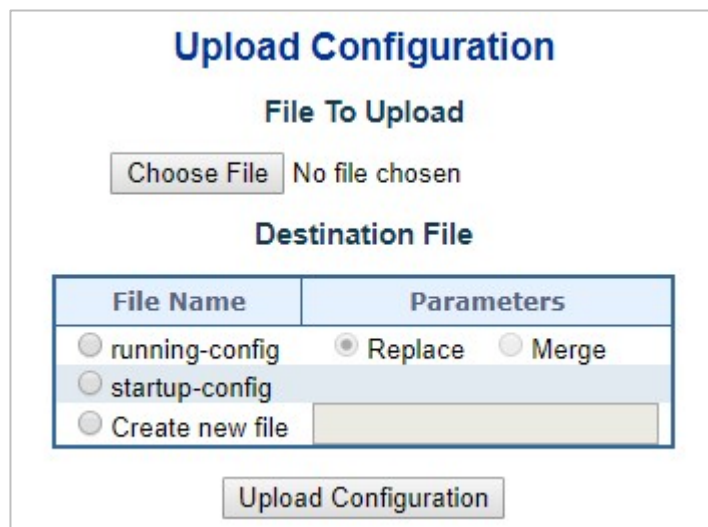 Upload Configuration
File To Upload
Choose File No file chosen
Destination File
File Name Parameters
running-config Replace Merge
startup-config
Create new file
Upload Configuration